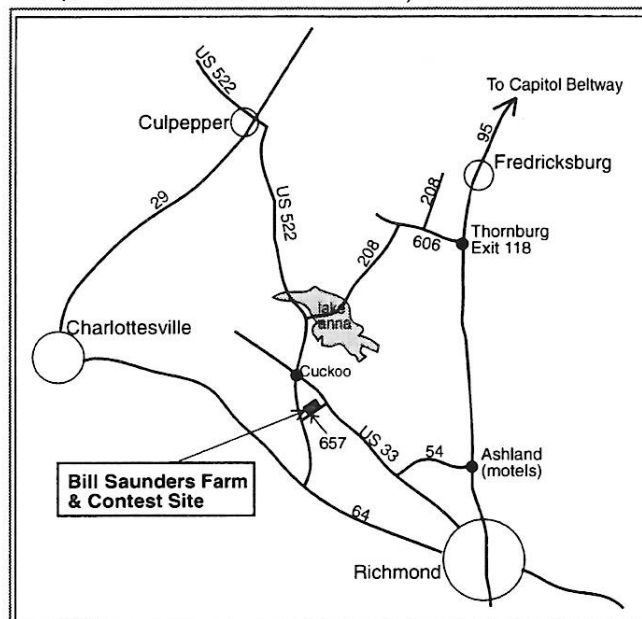 US 522
To Capitol Beltway
Culpepper
95
Fredricksburg
29
US 522
208
208
606
Thornburg
Exit 118
lake
anna
Charlottesville
Cuckoo
657
US 33
54
Ashland
(motels)
Bill Saunders Farm
& Contest Site
64
Richmond